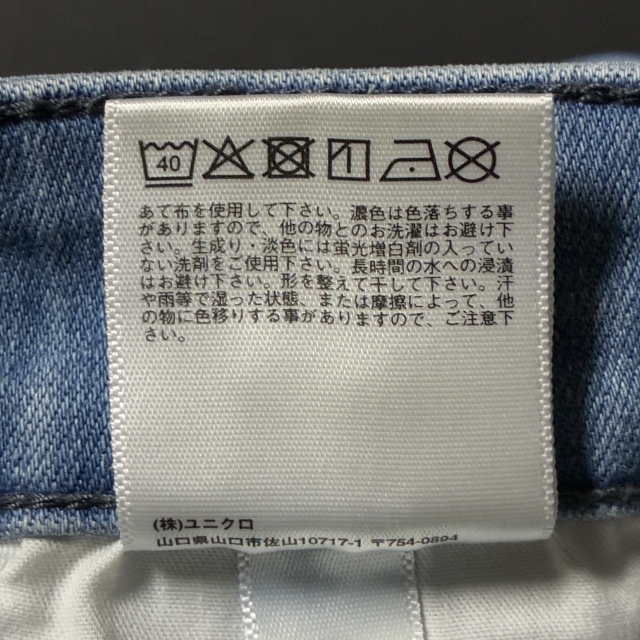 40
あて布を使用して下さい。濃色は色落ちする事
がありますので、他の物とのお洗濯はお避け下
さい。生成り・淡色には蛍光増白剤の入ってい
ない洗剤をご使用下さい。長時間の水への浸漬
はお避け下さい。形を整えて干して下さい。汗
や雨等で湿った状態、または摩擦によって、他
の物に色移りする事がありますので、ご注意下
さい。
(株)ユニクロ
山口県山口市佐山10717-1 〒754-0894